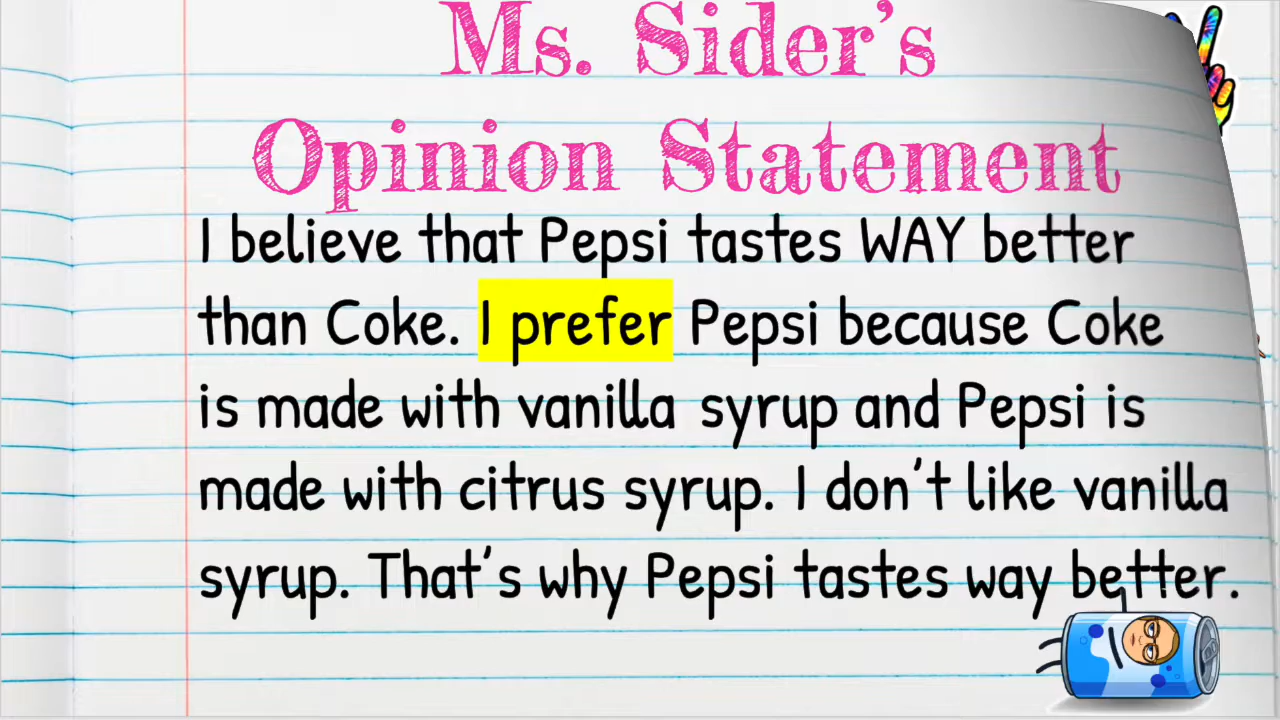 Ms. Sider's
Opinion Statement
I believe that Pepsi tastes WAY better
than Coke. I prefer Pepsi because Coke
is made with vanilla syrup and Pepsi is
made with citrus syrup. I don't like vanilla
syrup. That's why Pepsi tastes way better.